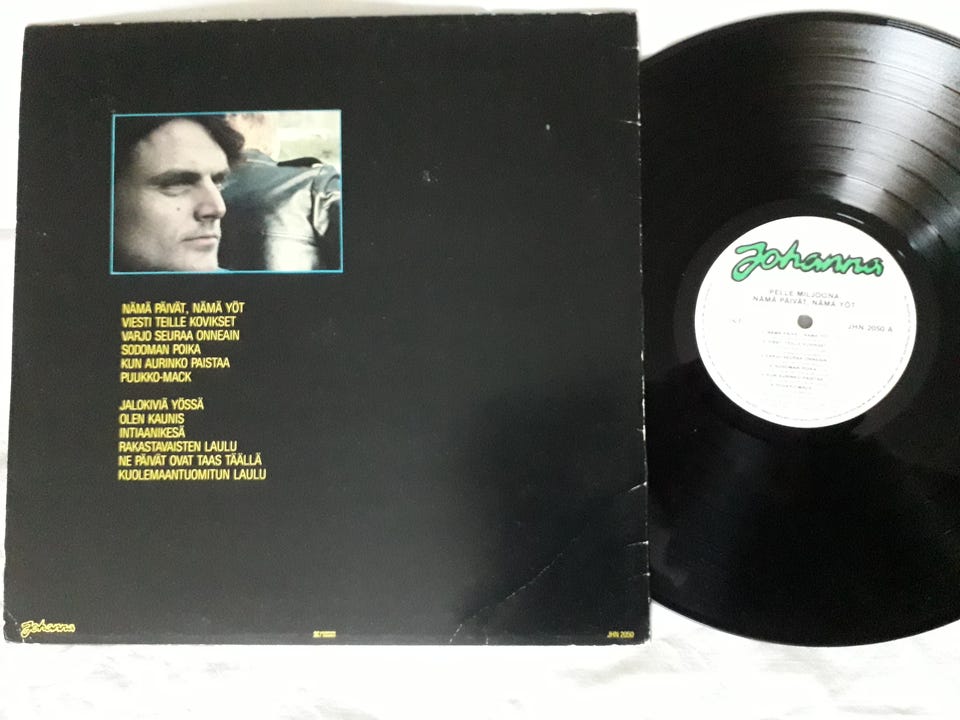 NÄMÄ PÄIVÄT, NÄMÄ YÖT
VIESTI TEILLE KOVIKSET
VARJO SEURAA ONNEAIN
SODOMAN POIKA
KUN AURINKO PAISTAA
PUUKKO-MACK
JALOKIVIÄ YÖSSÄ
OLEN KAUNIS
INTIAANIKESÄ
RAKASTAVAISTEN LAULU
NE PÄIVÄT OVAT TAAS TÄÄLLÄ
KUOLEMAANTUOMITUN LAULU
Johanna
JHN 2050
Johanna
PELLE MILJOONA
NÄMÄ PÄIVÄT, NÄMÄ YÖT
JHN 2050 A